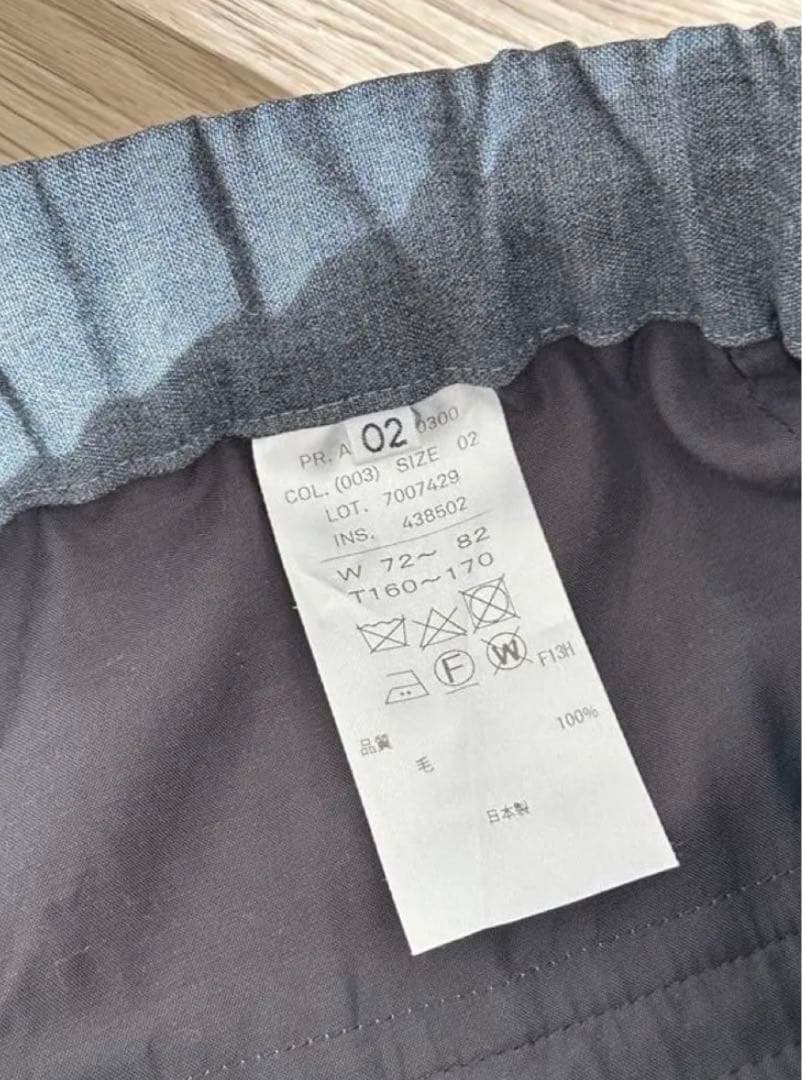 PR. A 02 0300
COL. (003) SIZE 02
LOT. 7007429
INS. 438502
W 72～ 82
T160～170
F W F13H
品質 100%
毛
日本製